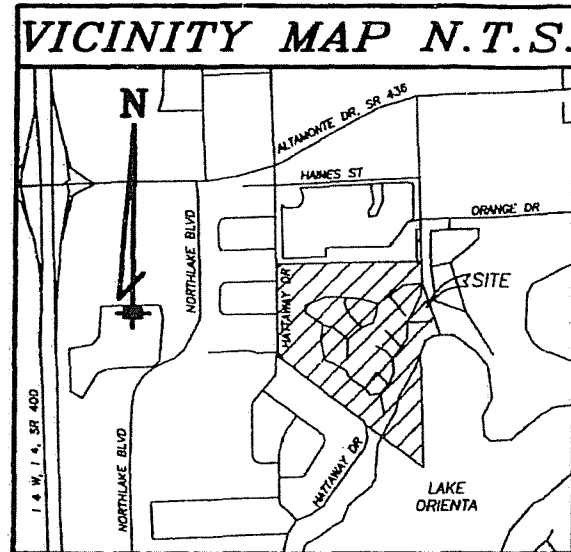 VICINITY MAP N.T.S.
N
ALTAMONTE DR, SR 436
HAINES ST
ORANGE DR
NORTHLAKE BLVD
HATTAWAY DR
SITE
I 4 W, I 4, SR 400
NORTHLAKE BLVD
HATTAWAY DR
LAKE
ORIENTA